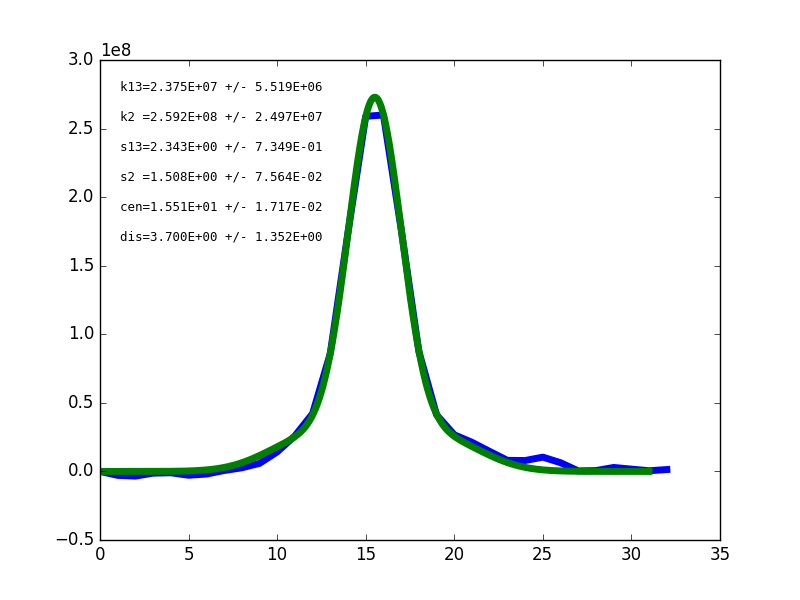 1e8
3.0
2.5
2.0
1.5
1.0
0.5
0.0
−0.5
k13=2.375E+07 +/- 5.519E+06
k2 =2.592E+08 +/- 2.497E+07
s13=2.343E+00 +/- 7.349E-01
s2 =1.508E+00 +/- 7.564E-02
cen=1.551E+01 +/- 1.717E-02
dis=3.700E+00 +/- 1.352E+00
0 5 10 15 20 25 30 35